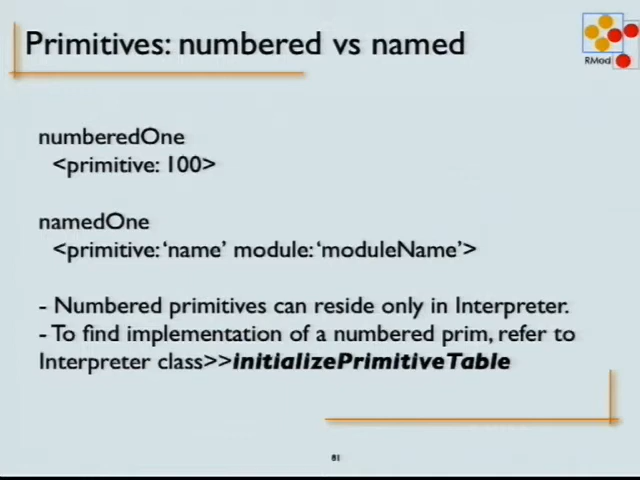 Primitives: numbered vs named
RMod
numberedOne
<primitive: 100>
namedOne
<primitive: ‘name’ module: ‘moduleName’>
- Numbered primitives can reside only in Interpreter.
- To find implementation of a numbered prim, refer to
Interpreter class>>initializePrimitiveTable
81